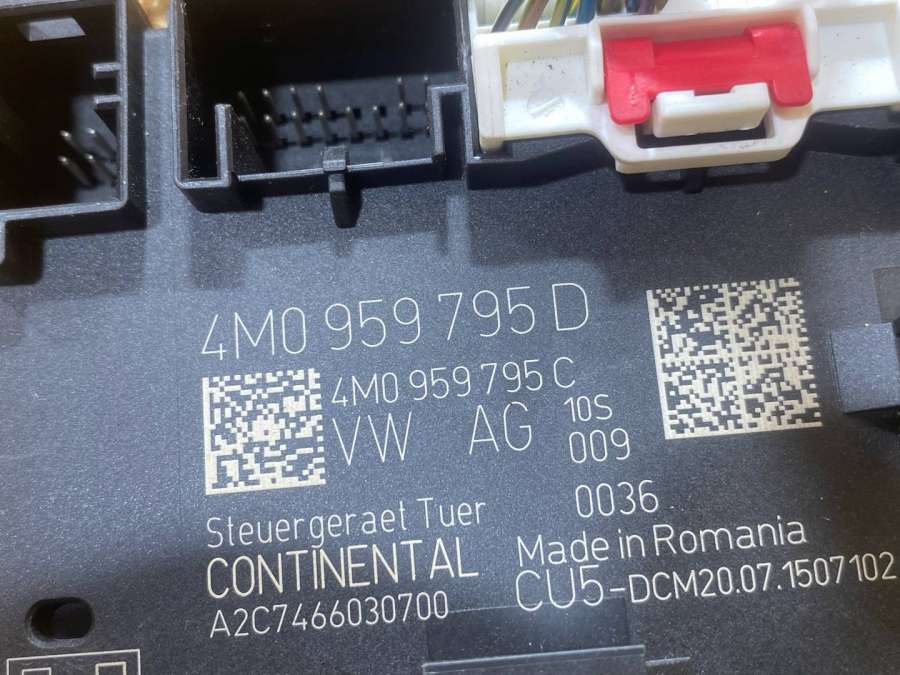 4M0 959 795 D
4M0 959 795 C
VW AG 10S
009
0036
Steuergeraet Tuer
CONTINENTAL
A2C7466030700
Made in Romania
CU5-DCM20.07.1507102